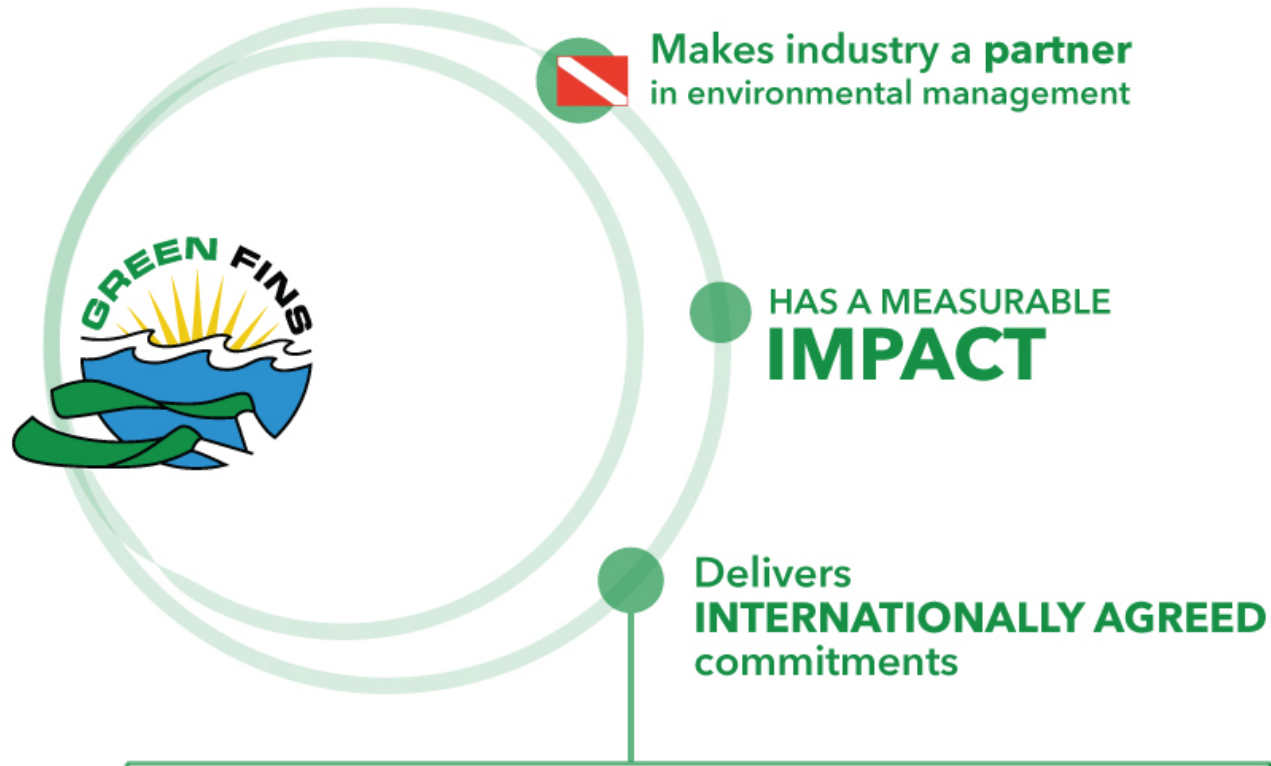 GREEN FINS
Makes industry a partner
in environmental management
HAS A MEASURABLE
IMPACT
Delivers
INTERNATIONALLY AGREED
commitments